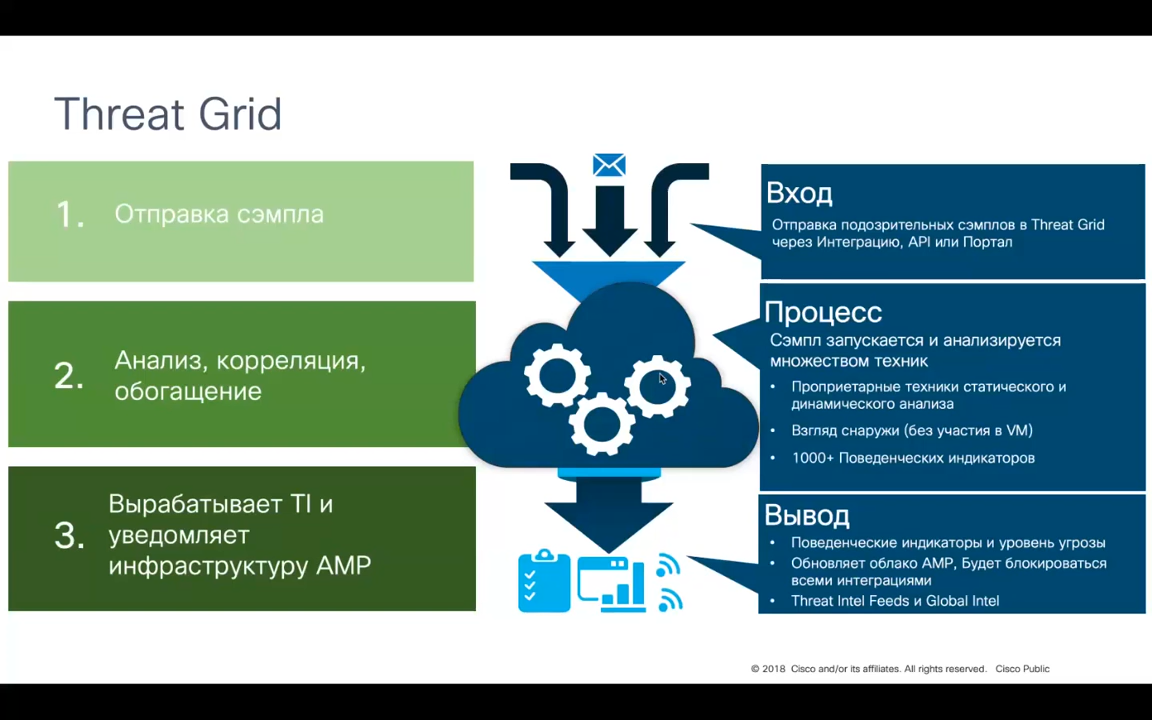 Threat Grid
1. Отправка сэмпла
2. Анализ, корреляция,
обогащение
3. Вырабатывает TI и
уведомляет
инфраструктуру AMP
Вход
Отправка подозрительных сэмплов в Threat Grid
через Интеграцию, API или Портал
Процесс
Сэмпл запускается и анализируется
множеством техник
• Проприетарные техники статического и
динамического анализа
• Взгляд снаружи (без участия в VM)
• 1000+ Поведенческих индикаторов
Вывод
• Поведенческие индикаторы и уровень угрозы
• Обновляет облако AMP, Будет блокироваться
всеми интеграциями
• Threat Intel Feeds и Global Intel
© 2018 Cisco and/or its affiliates. All rights reserved. Cisco Public